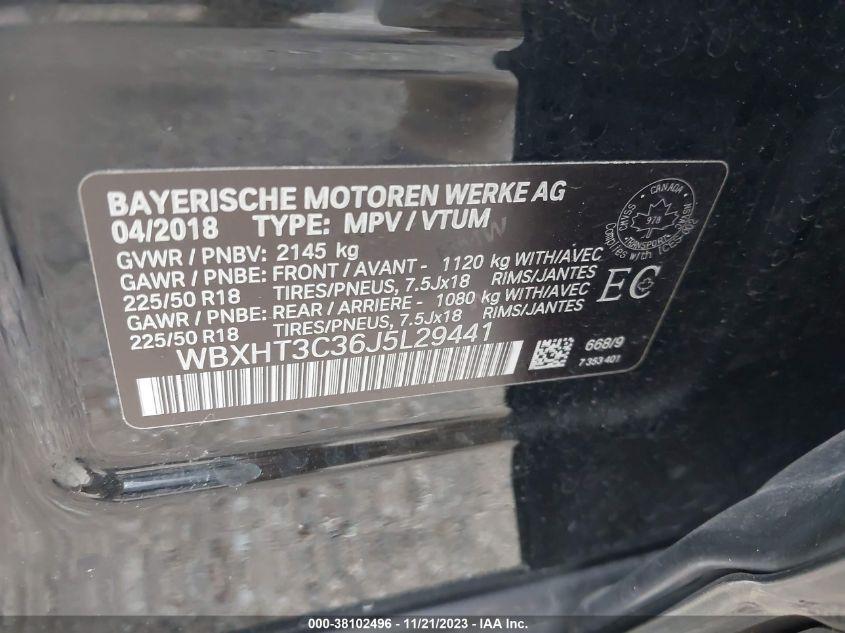 BAYERISCHE MOTOREN WERKE AG
04/2018 TYPE: MPV / VTUM
GVWR / PNBV: 2145 kg
GAWR / PNBE: FRONT / AVANT - 1120 kg WITH/AVEC
225/50 R18 TIRES/PNEUS, 7.5Jx18 RIMS/JANTES
GAWR / PNBE: REAR / ARRIERE - 1080 kg WITH/AVEC
225/50 R18 TIRES/PNEUS, 7.5Jx18 RIMS/JANTES
WBXHT3C36J5L29441
EC
CANADA
978
TRANSPORT
668/9
7 353 401
000-38102496 - 11/21/2023 - IAA Inc.